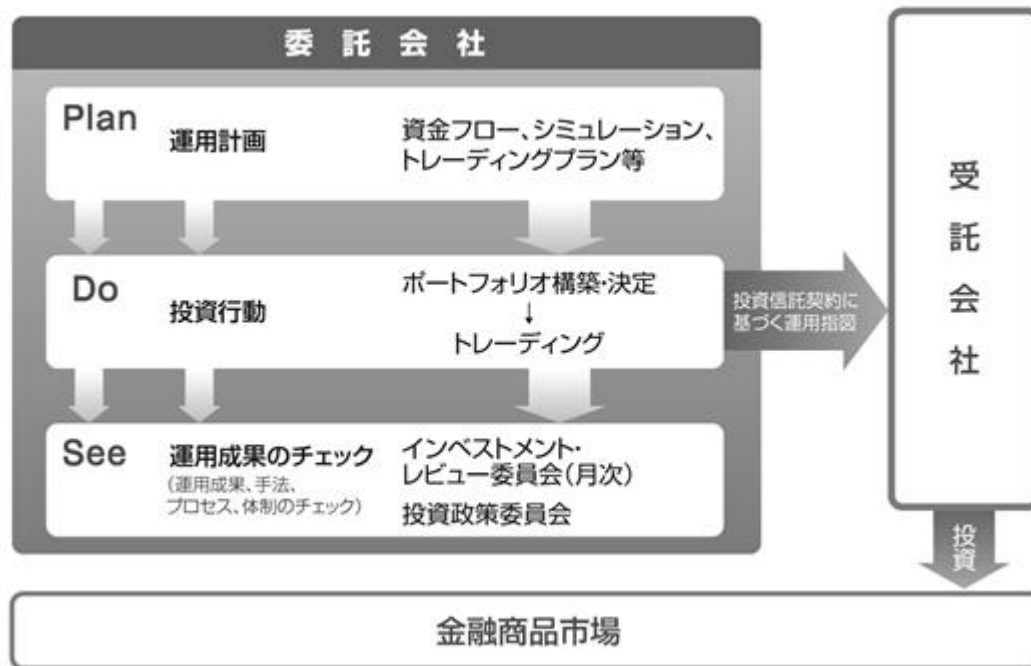 委託会社
Plan
運用計画
資金フロー、シミュレーション、
トレーディングプラン等
Do
投資行動
ポートフォリオ構築・決定
↓
トレーディング
See
運用成果のチェック
(運用成果、手法、
プロセス、体制のチェック)
インベストメント・
レビュー委員会(月次)
投資政策委員会
投資信託契約に
基づく運用指図
受託会社
投資
金融商品市場